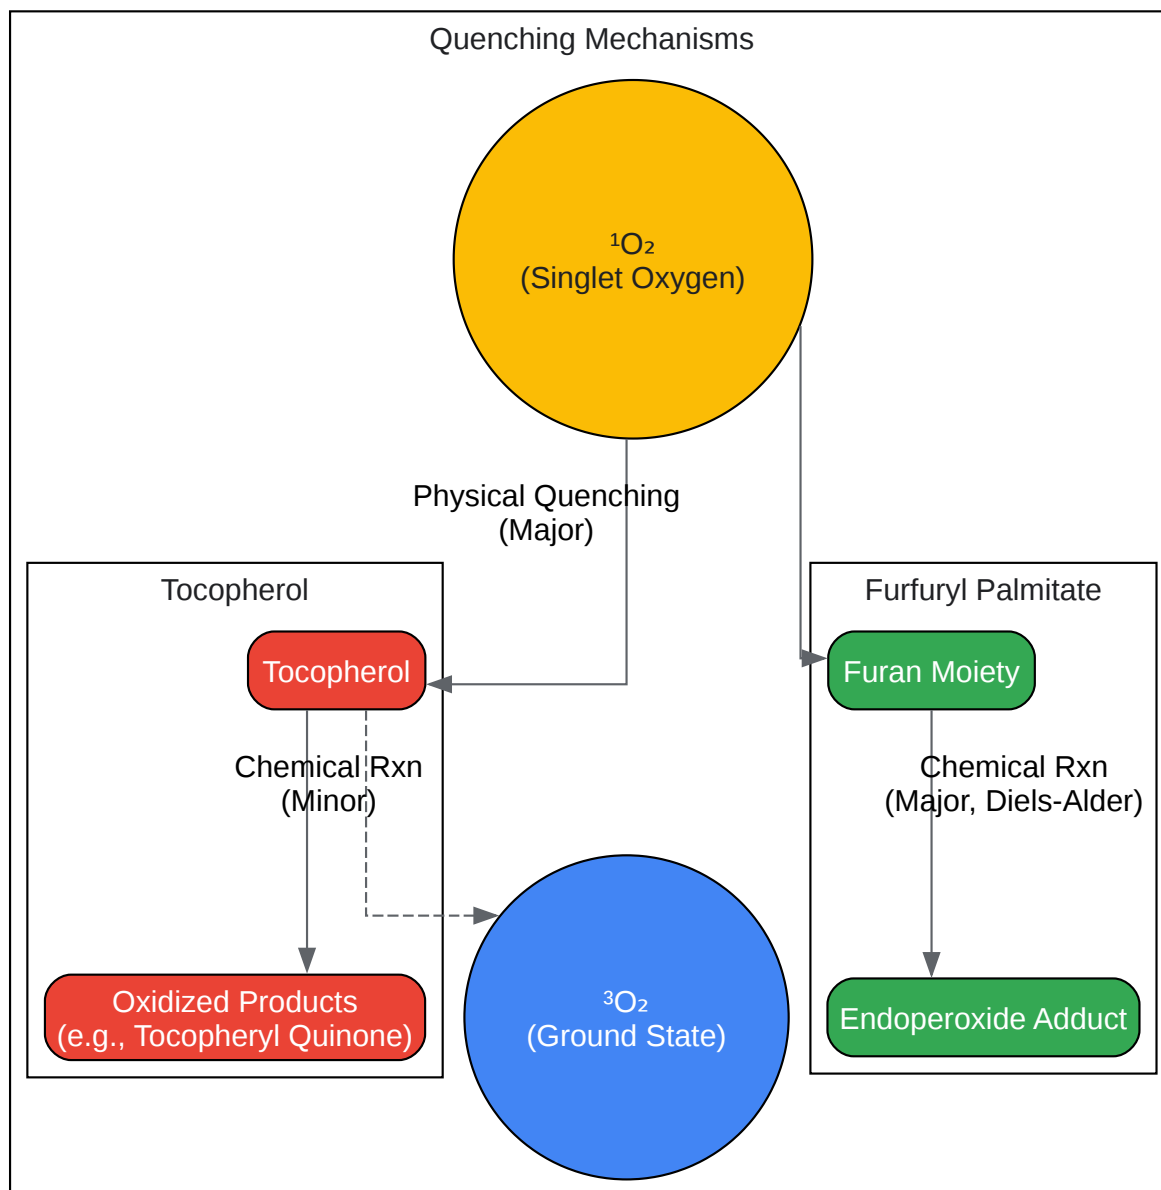 Quenching Mechanisms
¹O₂
(Singlet Oxygen)
Physical Quenching
(Major)
Tocopherol
Furfuryl Palmitate
Tocopherol
Furan Moiety
Chemical Rxn
(Minor)
Chemical Rxn
(Major, Diels-Alder)
Oxidized Products
(e.g., Tocopheryl Quinone)
³O₂
(Ground State)
Endoperoxide Adduct